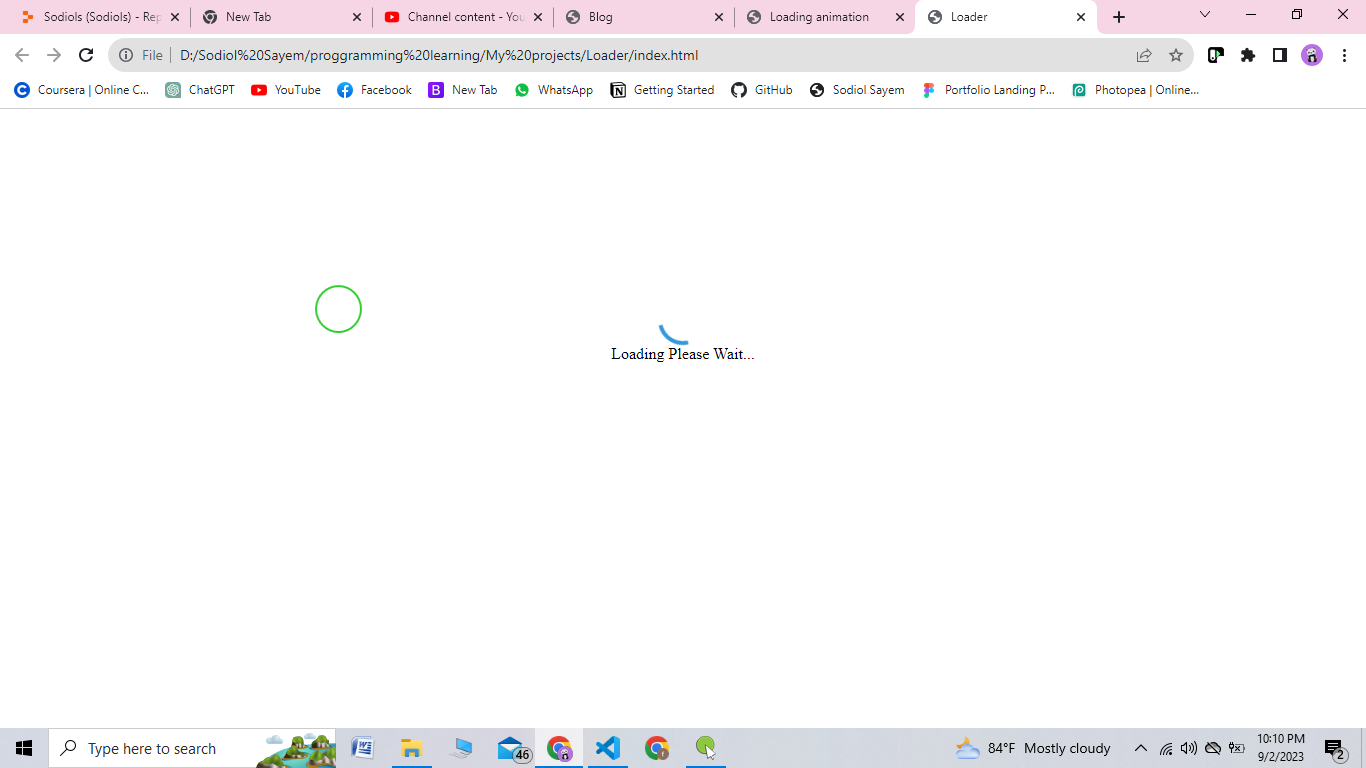 Sodiols (Sodiols) - Rep
New Tab
Channel content - You
Blog
Loading animation
Loader
File
D:/Sodiol%20Sayem/proggramming%20learning/My%20projects/Loader/index.html
Coursera | Online C...
ChatGPT
YouTube
Facebook
B
New Tab
WhatsApp
Getting Started
GitHub
Sodiol Sayem
Portfolio Landing P...
Photopea | Online...
Loading Please Wait...
Type here to search
46
84°F Mostly cloudy
10:10 PM
9/2/2023
2